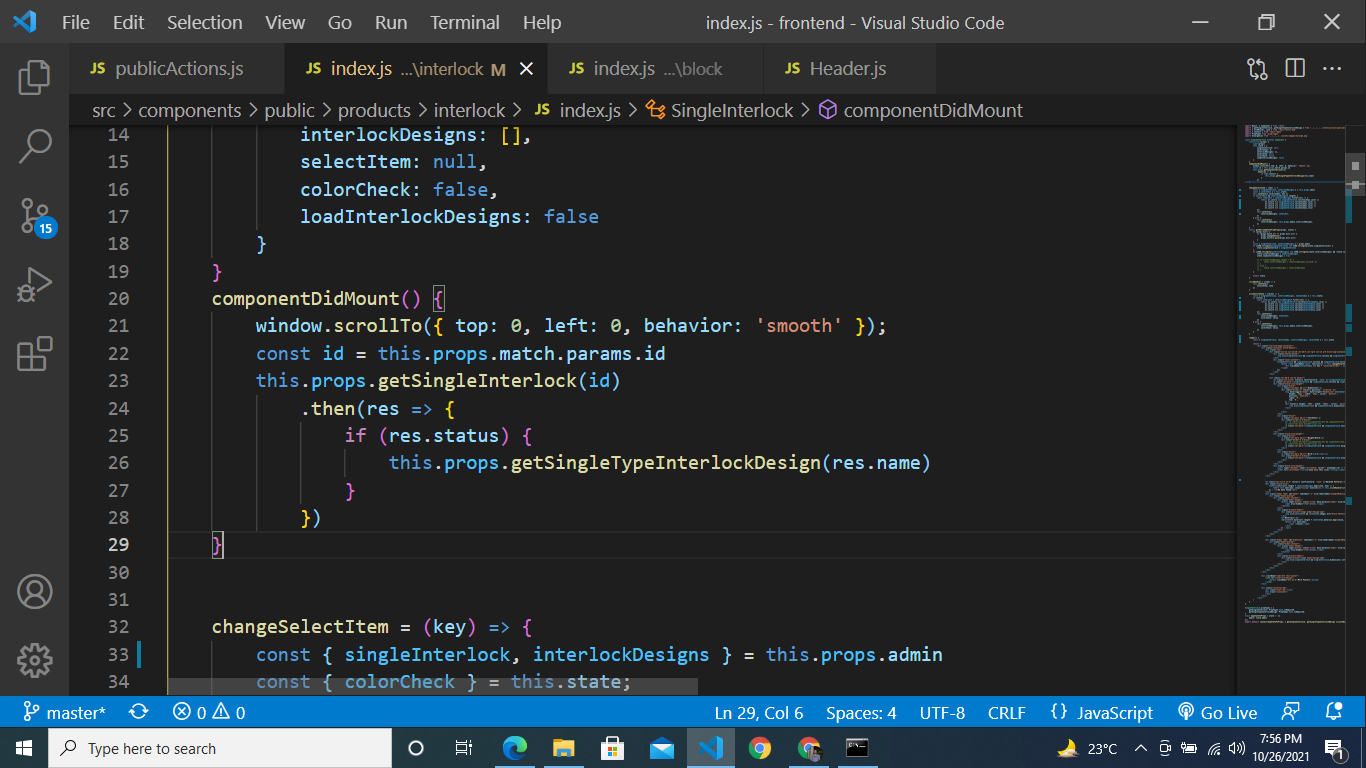 File Edit Selection View Go Run Terminal Help index.js - frontend - Visual Studio Code
JS publicActions.js JS index.js ...\interlock M JS index.js ...\block JS Header.js
src > components > public > products > interlock > JS index.js > SingleInterlock > componentDidMount
14 interlockDesigns: [],
15 selectItem: null,
16 colorCheck: false,
17 loadInterlockDesigns: false
18 }
19 }
20 componentDidMount() {
21 window.scrollTo({ top: 0, left: 0, behavior: 'smooth' });
22 const id = this.props.match.params.id
23 this.props.getSingleInterlock(id)
24 .then(res => {
25 if (res.status) {
26 this.props.getSingleTypeInterlockDesign(res.name)
27 }
28 })
29 }
30
31
32 changeSelectItem = (key) => {
33 const { singleInterlock, interlockDesigns } = this.props.admin
34 const { colorCheck } = this.state;
15
master* 0 0 Ln 29, Col 6 Spaces: 4 UTF-8 CRLF {} JavaScript Go Live
Type here to search 23°C 7:56 PM
10/26/2021
1